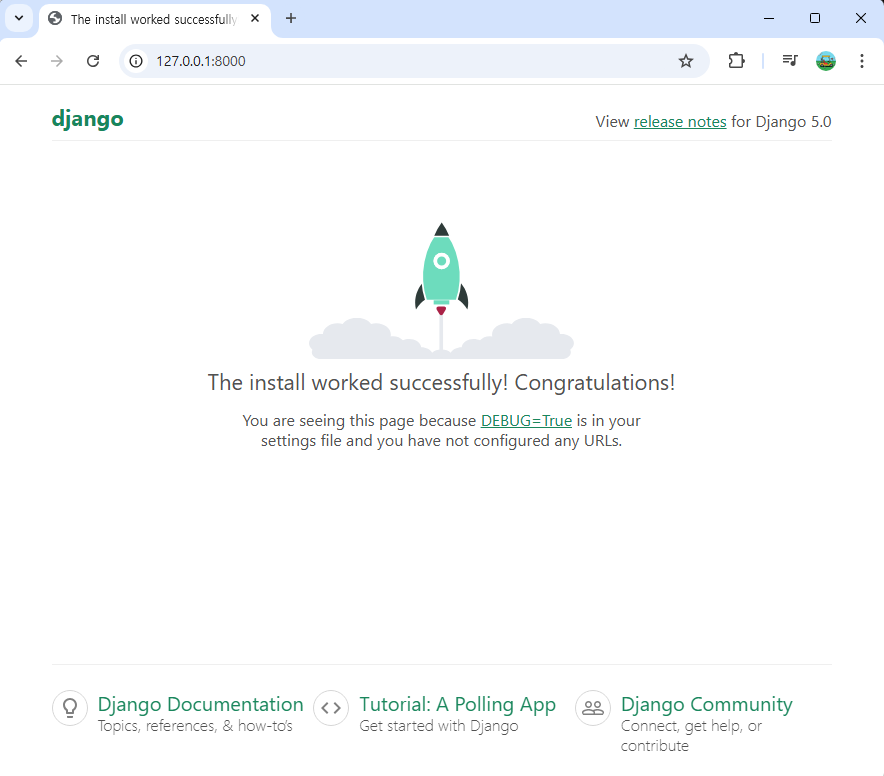 The install worked successfully
127.0.0.1:8000
django
View release notes for Django 5.0
The install worked successfully! Congratulations!
You are seeing this page because DEBUG=True is in your
settings file and you have not configured any URLs.
Django Documentation
Topics, references, & how-to's
Tutorial: A Polling App
Get started with Django
Django Community
Connect, get help, or
contribute